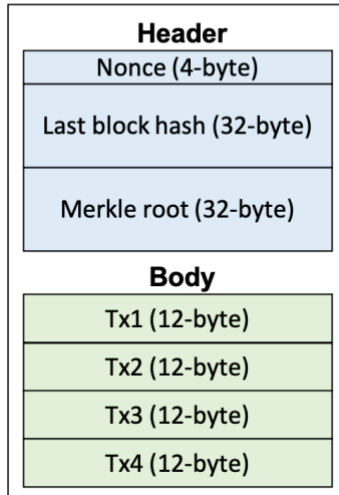 Header
Nonce (4-byte)
Last block hash (32-byte)
Merkle root (32-byte)
Body
Tx1 (12-byte)
Tx2 (12-byte)
Tx3 (12-byte)
Tx4 (12-byte)